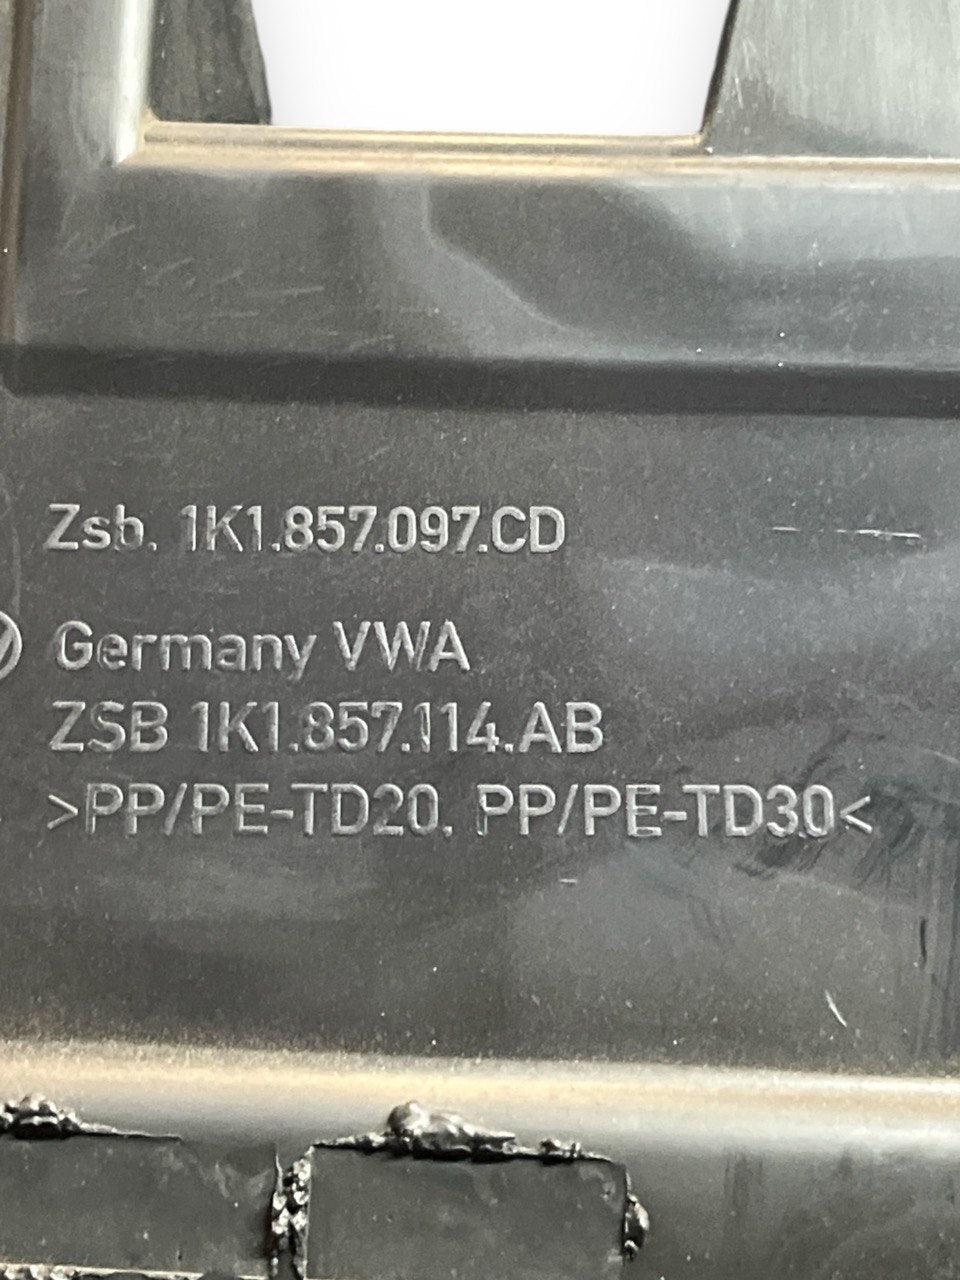 Zsb. 1K1.857.097.CD
Germany VWA
ZSB 1K1.857.114.AB
>PP/PE-TD20. PP/PE-TD30<